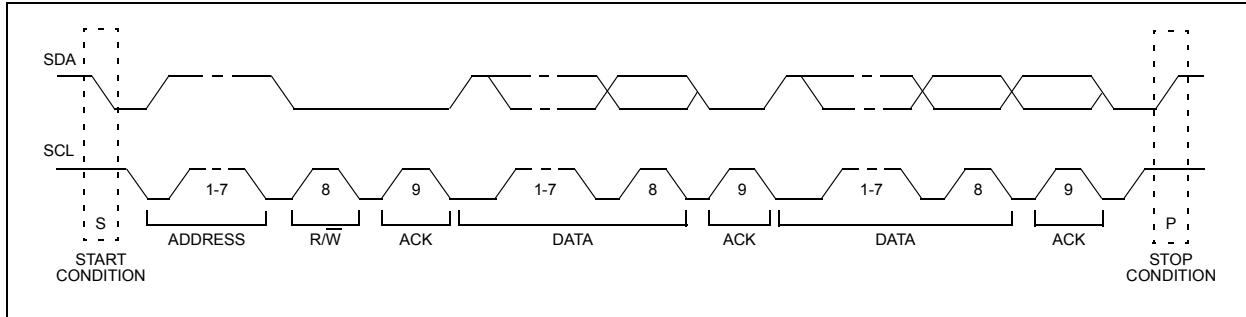 SDA
SCL
1-7
8
9
1-7
8
9
1-7
8
9
S
ADDRESS
R/W̅
ACK
DATA
ACK
DATA
ACK
P
START
CONDITION
STOP
CONDITION